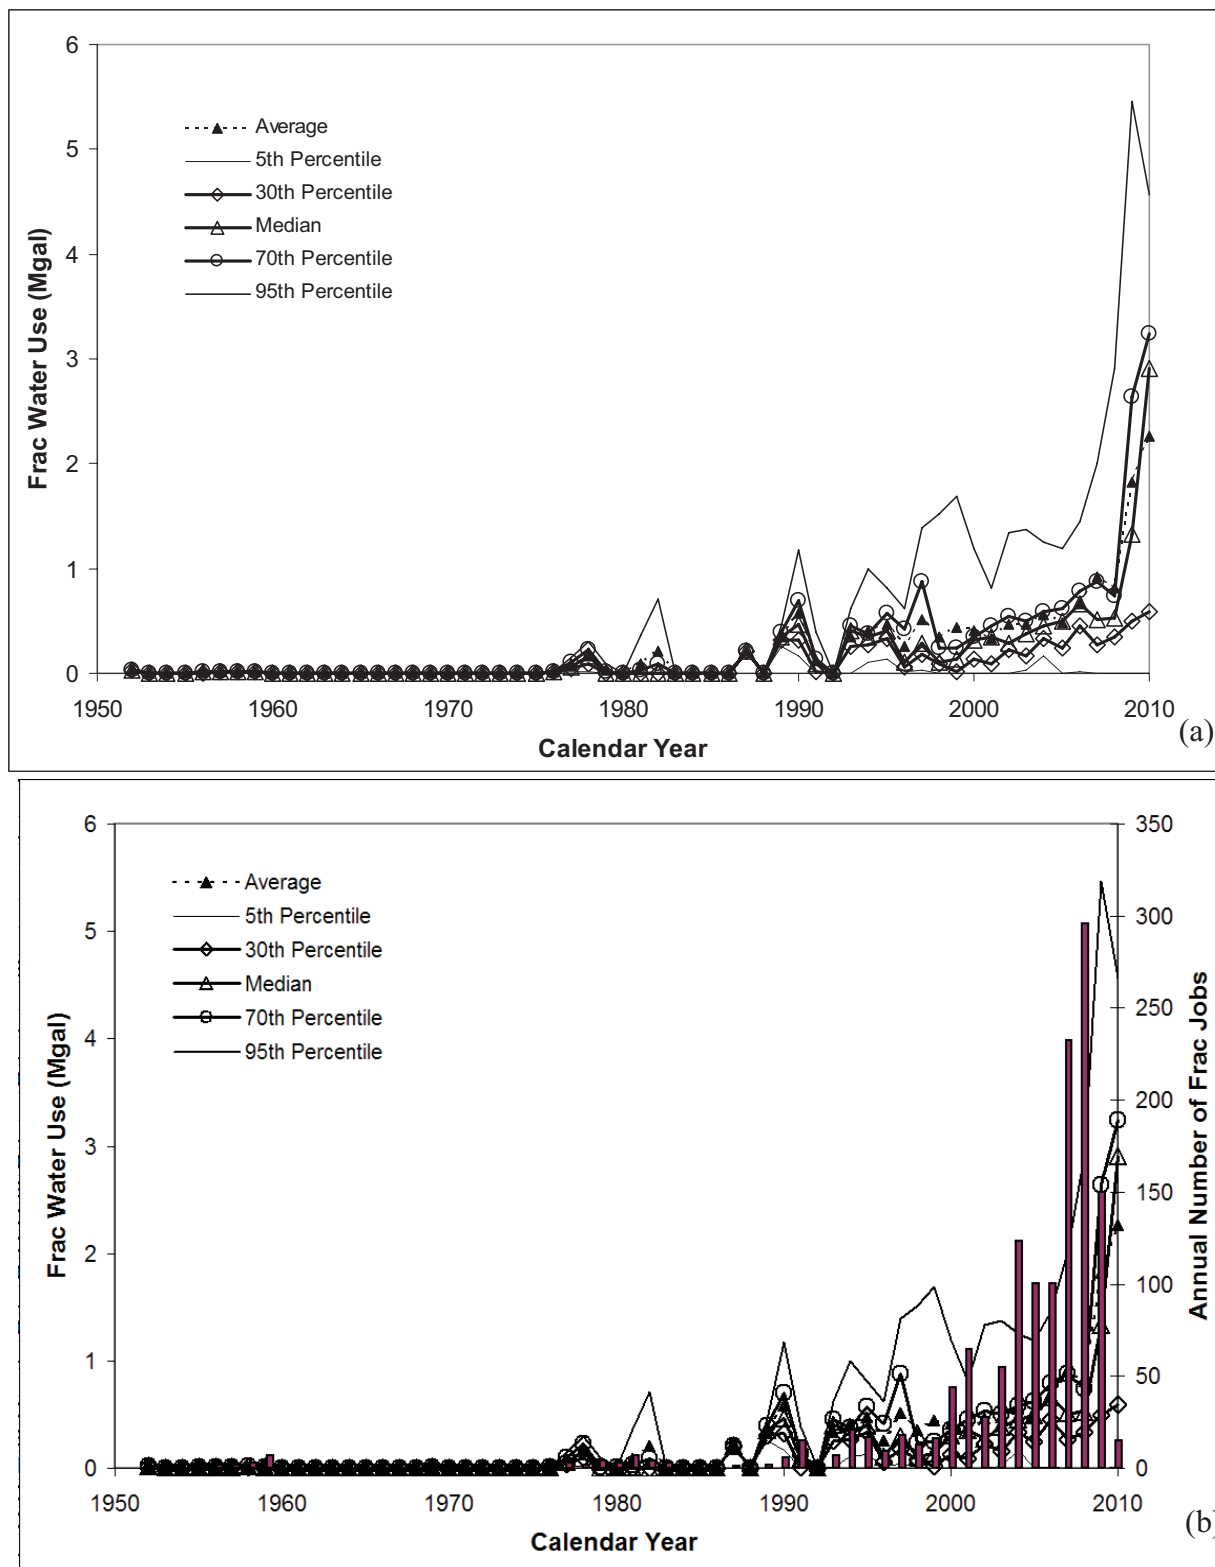 6
5
4
3
2
1
0
Frac Water Use (Mgal)
Average
5th Percentile
30th Percentile
Median
70th Percentile
95th Percentile
1950 1960 1970 1980 1990 2000 2010
Calendar Year
(a)
6
5
4
3
2
1
0
Frac Water Use (Mgal)
Average
5th Percentile
30th Percentile
Median
70th Percentile
95th Percentile
350
300
250
200
150
100
50
0
Annual Number of Frac Jobs
1950 1960 1970 1980 1990 2000 2010
Calendar Year
(b)